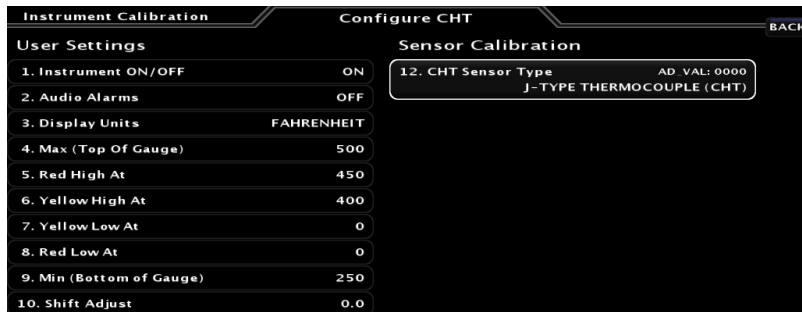 Instrument Calibration
Configure CHT
BACK
User Settings
1. Instrument ON/OFF ON
2. Audio Alarms OFF
3. Display Units FAHRENHEIT
4. Max (Top Of Gauge) 500
5. Red High At 450
6. Yellow High At 400
7. Yellow Low At 0
8. Red Low At 0
9. Min (Bottom of Gauge) 250
10. Shift Adjust 0.0
Sensor Calibration
12. CHT Sensor Type AD_VAL: 0000
J-TYPE THERMOCOUPLE (CHT)